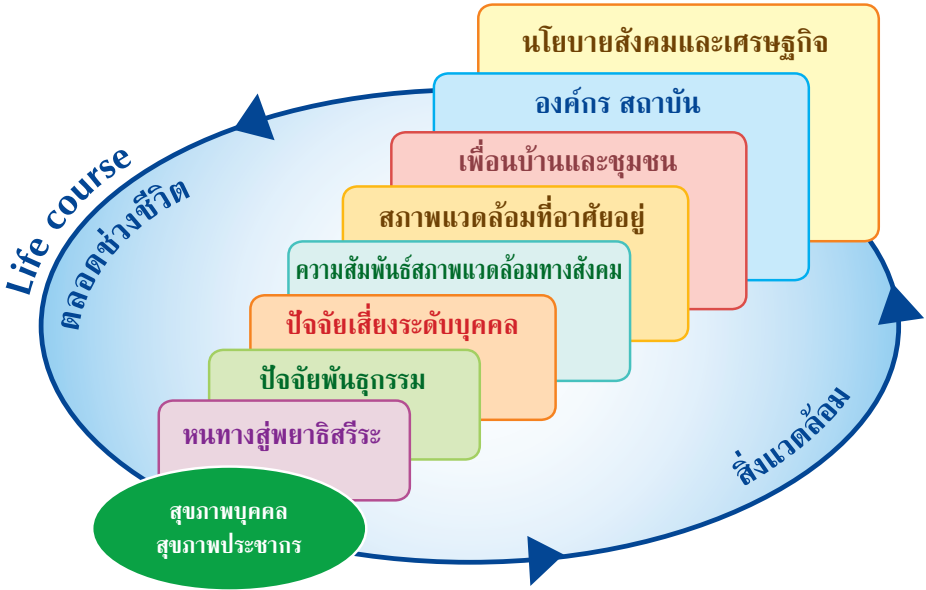 นโยบายสังคมและเศรษฐกิจ
องค์กร สถาบัน
เพื่อนบ้านและชุมชน
สภาพแวดล้อมที่อาศัยอยู่
ความสัมพันธ์สภาพแวดล้อมทางสังคม
ปัจจัยเสี่ยงระดับบุคคล
ปัจจัยพันธุกรรม
หนทางสู่พยาธิสรีระ
สุขภาพบุคคล
สุขภาพประชากร
Life course
ตลอดช่วงชีวิต
สิ่งแวดล้อม